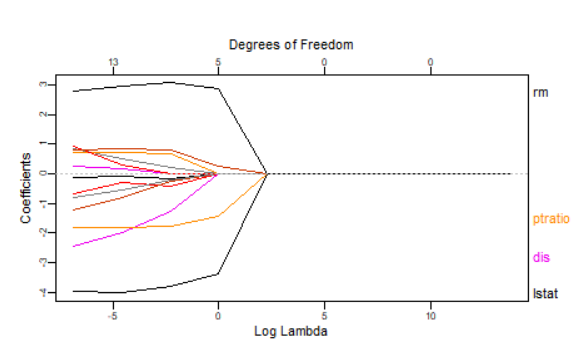 Degrees of Freedom
13 5 0 0
3
2
1
0
-1
-2
-3
-4
Coefficients
rm
ptratio
dis
lstat
-5 0 5 10
Log Lambda